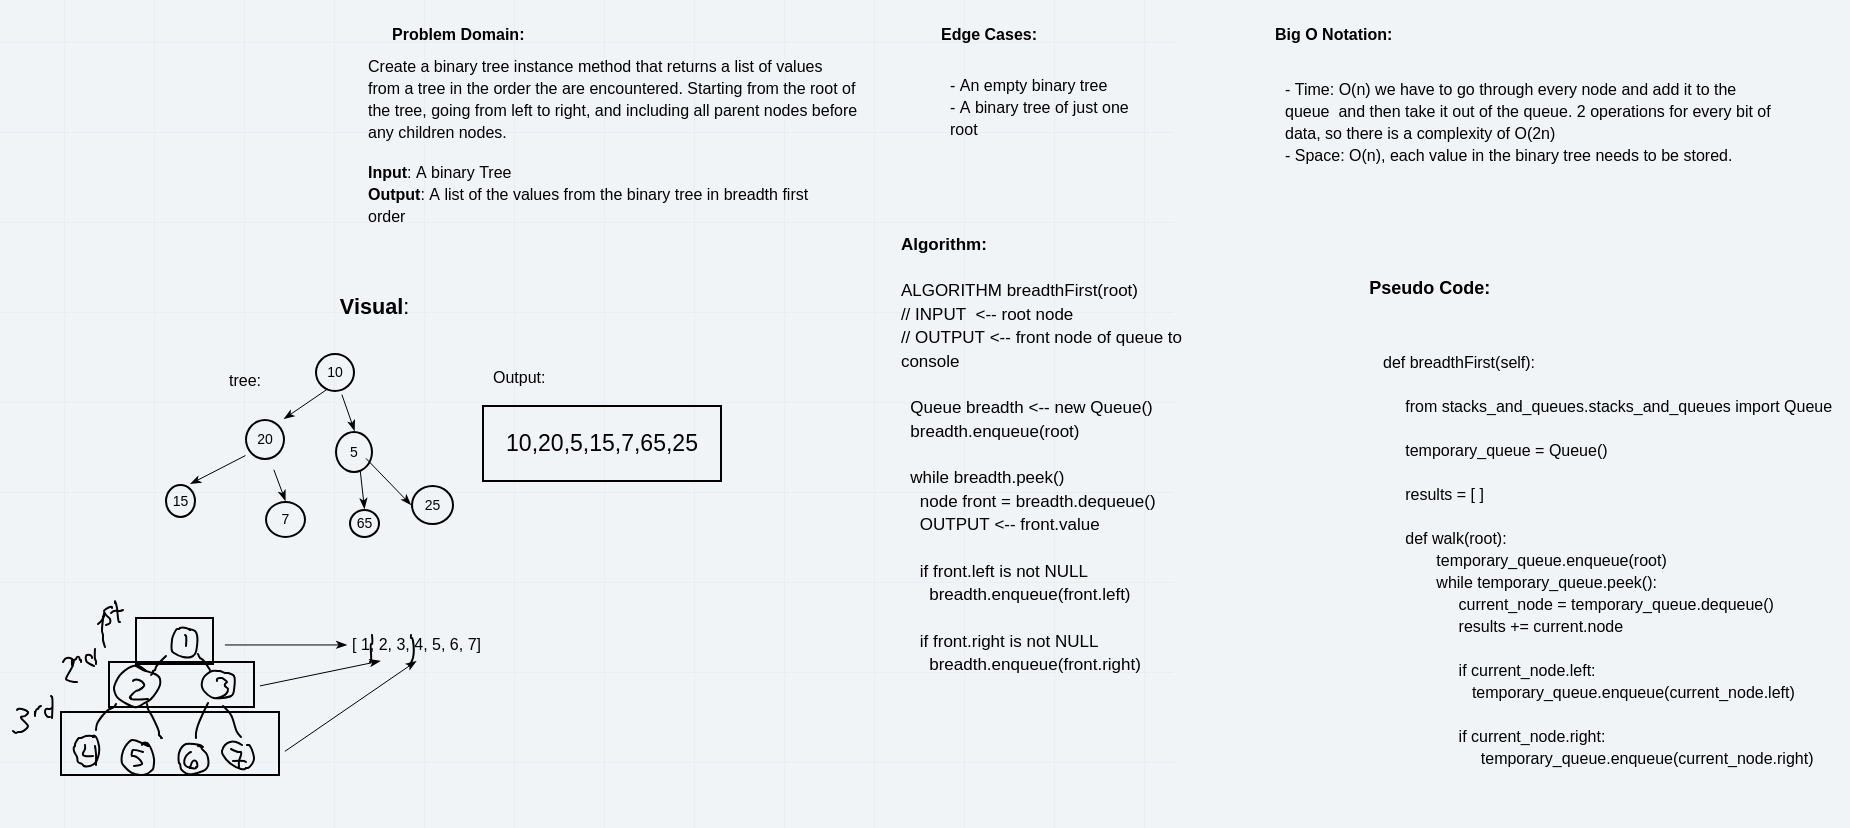 Problem Domain:
Create a binary tree instance method that returns a list of values
from a tree in the order the are encountered. Starting from the root of
the tree, going from left to right, and including all parent nodes before
any children nodes.
Input: A binary Tree
Output: A list of the values from the binary tree in breadth first
order
Edge Cases:
- An empty binary tree
- A binary tree of just one
root
Big O Notation:
- Time: O(n) we have to go through every node and add it to the
queue  and then take it out of the queue. 2 operations for every bit of
data, so there is a complexity of O(2n)
- Space: O(n), each value in the binary tree needs to be stored.
Visual:
tree:
10
20
5
15
7
65
25
Output:
10,20,5,15,7,65,25
1st
2nd
3rd
1
2
3
4
5
6
7
[ 1, 2, 3, 4, 5, 6, 7]
Algorithm:
ALGORITHM breadthFirst(root)
// INPUT  <-- root node
// OUTPUT <-- front node of queue to
console
Queue breadth <-- new Queue()
breadth.enqueue(root)
while breadth.peek()
node front = breadth.dequeue()
OUTPUT <-- front.value
if front.left is not NULL
breadth.enqueue(front.left)
if front.right is not NULL
breadth.enqueue(front.right)
Pseudo Code:
def breadthFirst(self):
from stacks_and_queues.stacks_and_queues import Queue
temporary_queue = Queue()
results = [ ]
def walk(root):
temporary_queue.enqueue(root)
while temporary_queue.peek():
current_node = temporary_queue.dequeue()
results += current.node
if current_node.left:
temporary_queue.enqueue(current_node.left)
if current_node.right:
temporary_queue.enqueue(current_node.right)